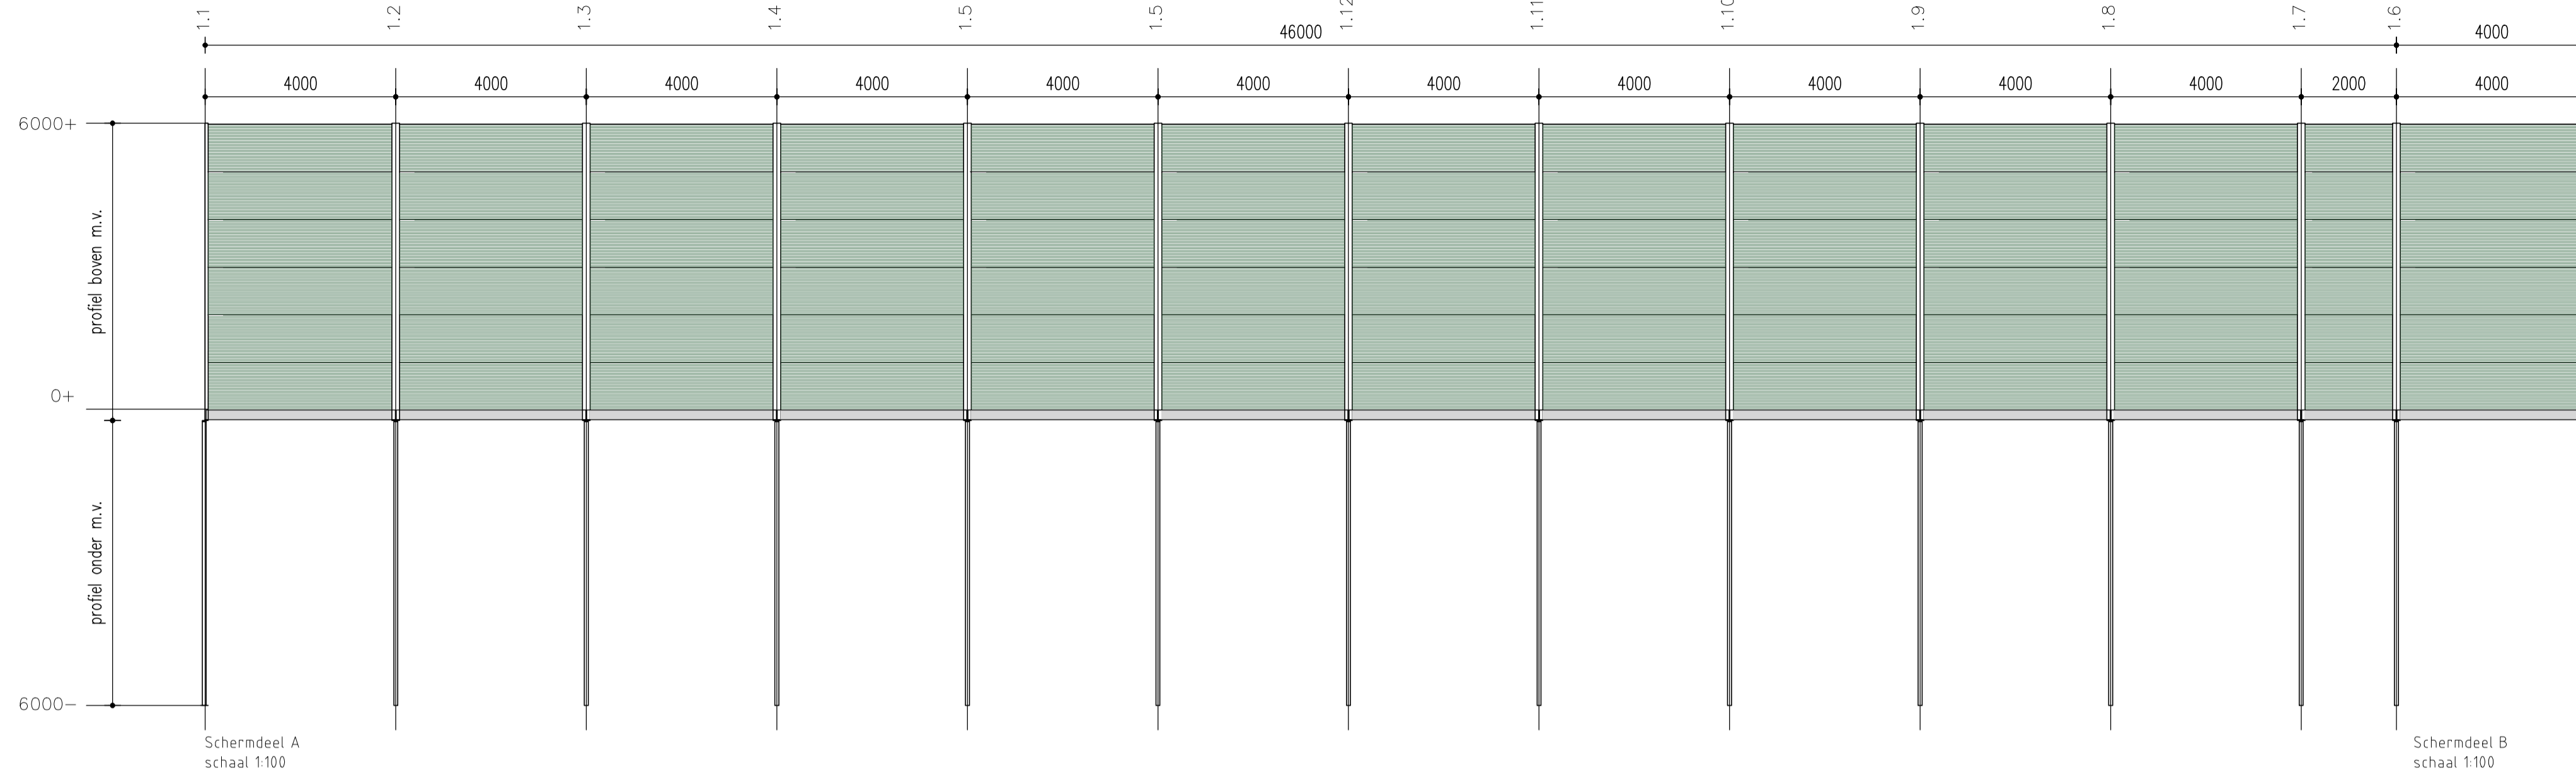 1.1 1.2 1.3 1.4 1.5 1.5 1.12 1.11 1.10 1.9 1.8 1.7 1.6
46000 4000
4000 4000 4000 4000 4000 4000 4000 4000 4000 4000 4000 2000 4000
6000+
profiel boven m.v.
0+
profiel onder m.v.
6000-
Schermdeel A
schaal 1:100
Schermdeel B
schaal 1:100